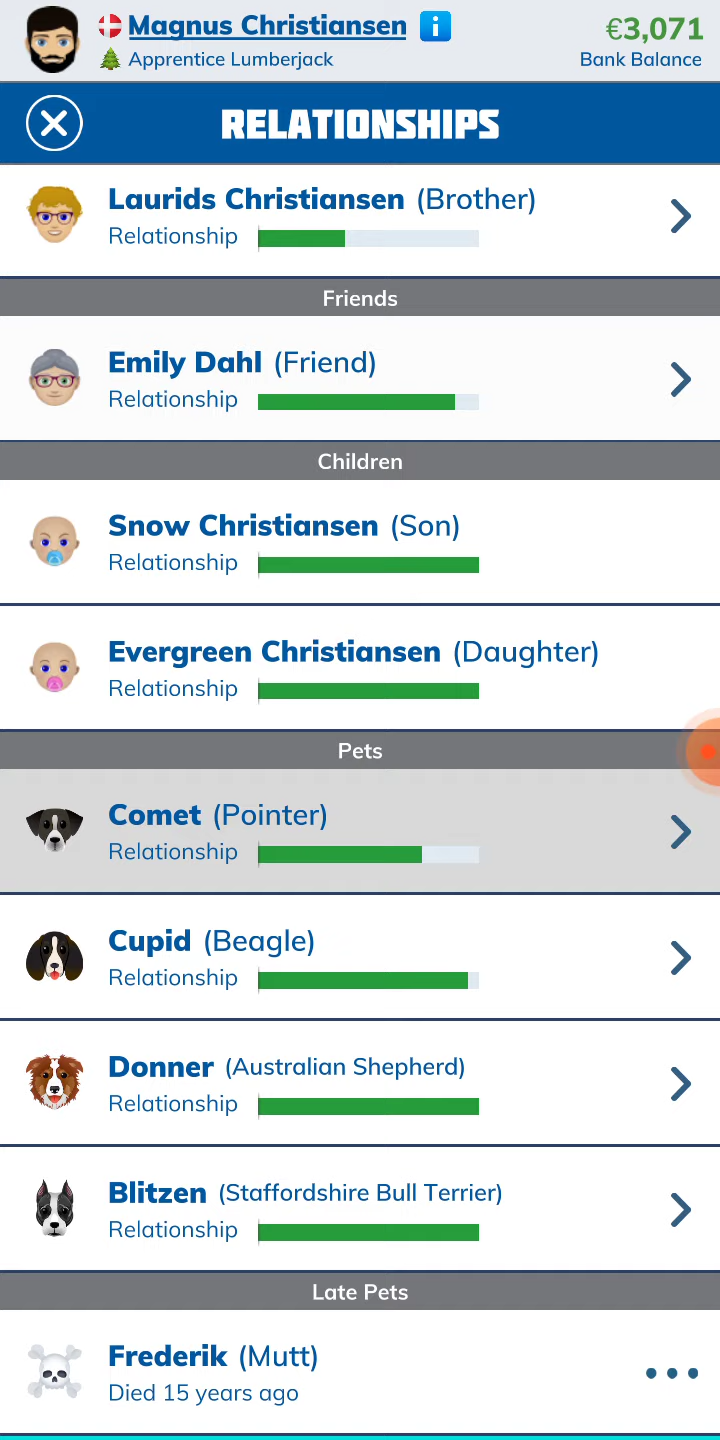 Magnus Christiansen
€3,071
Apprentice Lumberjack
Bank Balance
RELATIONSHIPS
Laurids Christiansen (Brother)
Relationship
Friends
Emily Dahl (Friend)
Relationship
Children
Snow Christiansen (Son)
Relationship
Evergreen Christiansen (Daughter)
Relationship
Pets
Comet (Pointer)
Relationship
Cupid (Beagle)
Relationship
Donner (Australian Shepherd)
Relationship
Blitzen (Staffordshire Bull Terrier)
Relationship
Late Pets
Frederik (Mutt)
Died 15 years ago